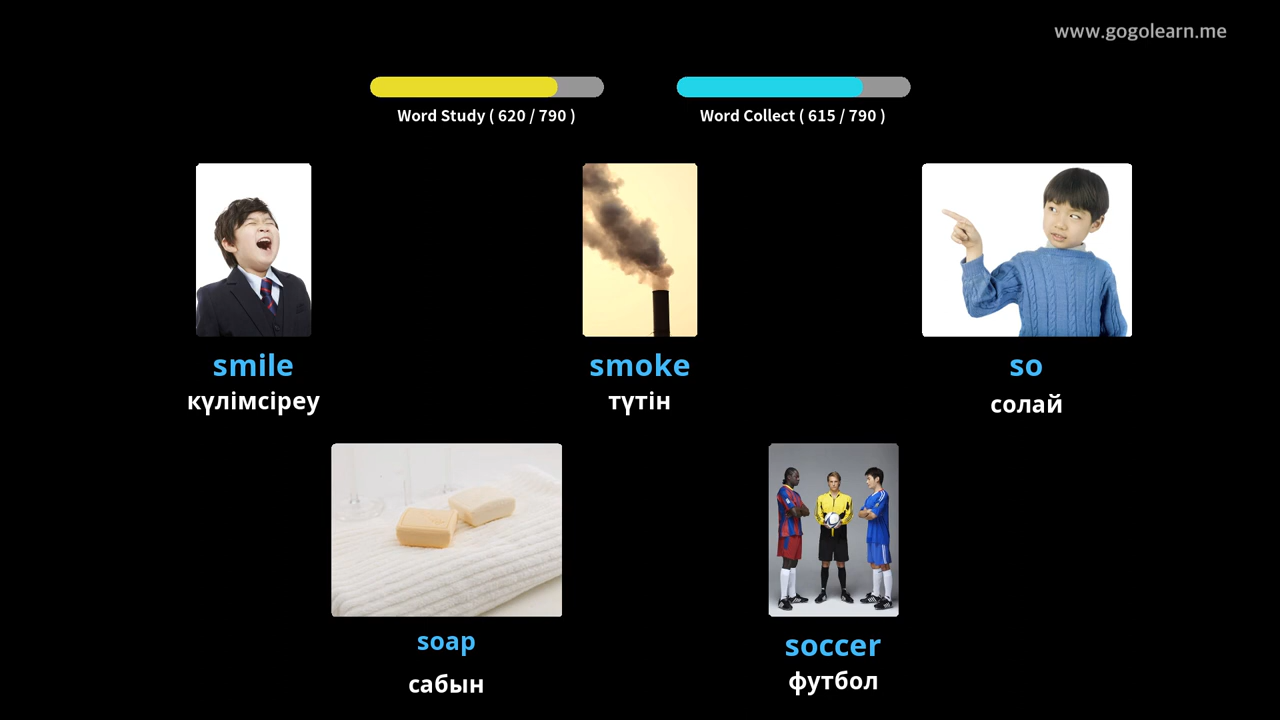 www.gogolearn.me
Word Study ( 620 / 790 )
Word Collect ( 615 / 790 )
smile
күлімсіреу
smoke
түтін
so
солай
soap
сабын
soccer
футбол